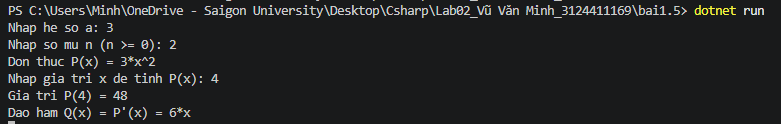 PS C:\Users\Minh\OneDrive - Saigon University\Desktop\Csharp\Lab02_Vũ Văn Minh_3124411169\bai1.5> dotnet run
Nhap he so a: 3
Nhap so mu n (n >= 0): 2
Don thuc P(x) = 3*x^2
Nhap gia tri x de tinh P(x): 4
Gia tri P(4) = 48
Dao ham Q(x) = P'(x) = 6*x